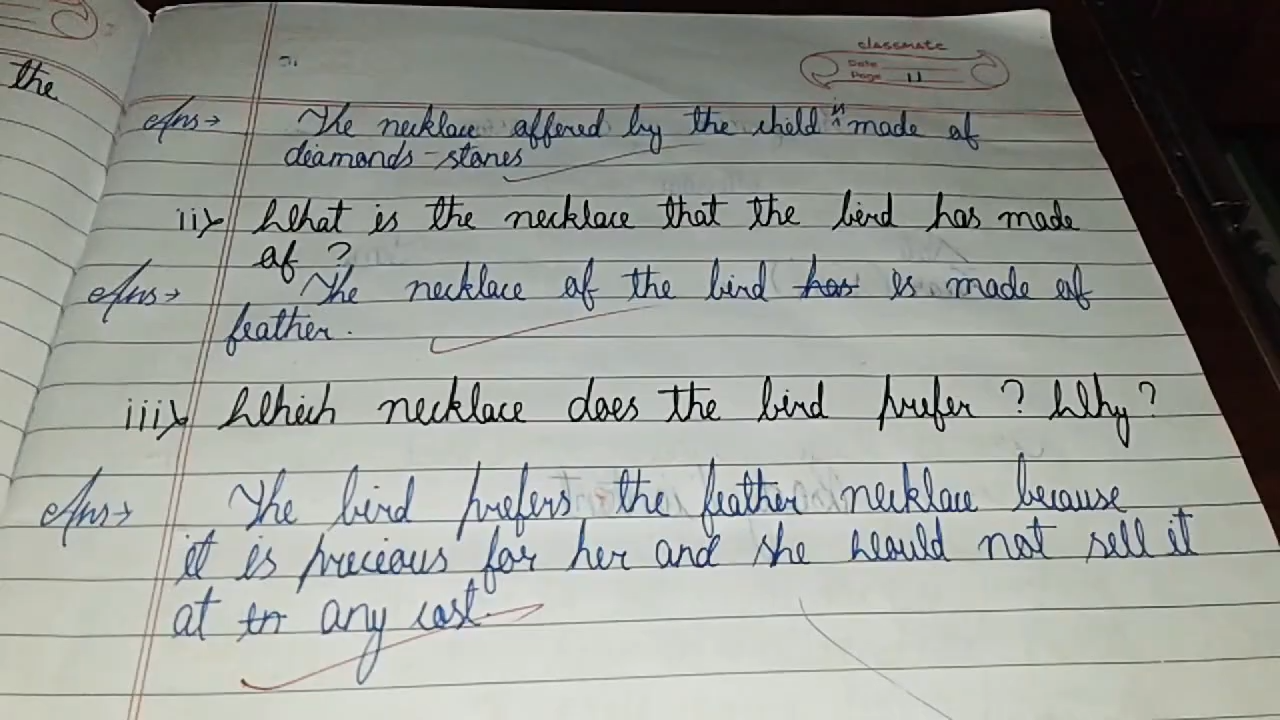 the
classmate
Date
Page 11
Ans→ The necklace offered by the child is made of
diamonds-stones
ii) What is the necklace that the bird has made
of ?
Ans→ The necklace of the bird has is made of
feather.
iii) Which necklace does the bird prefer ? Why ?
Ans→ The bird prefers the feather necklace because
it is precious for her and she would not sell it
at in any cost